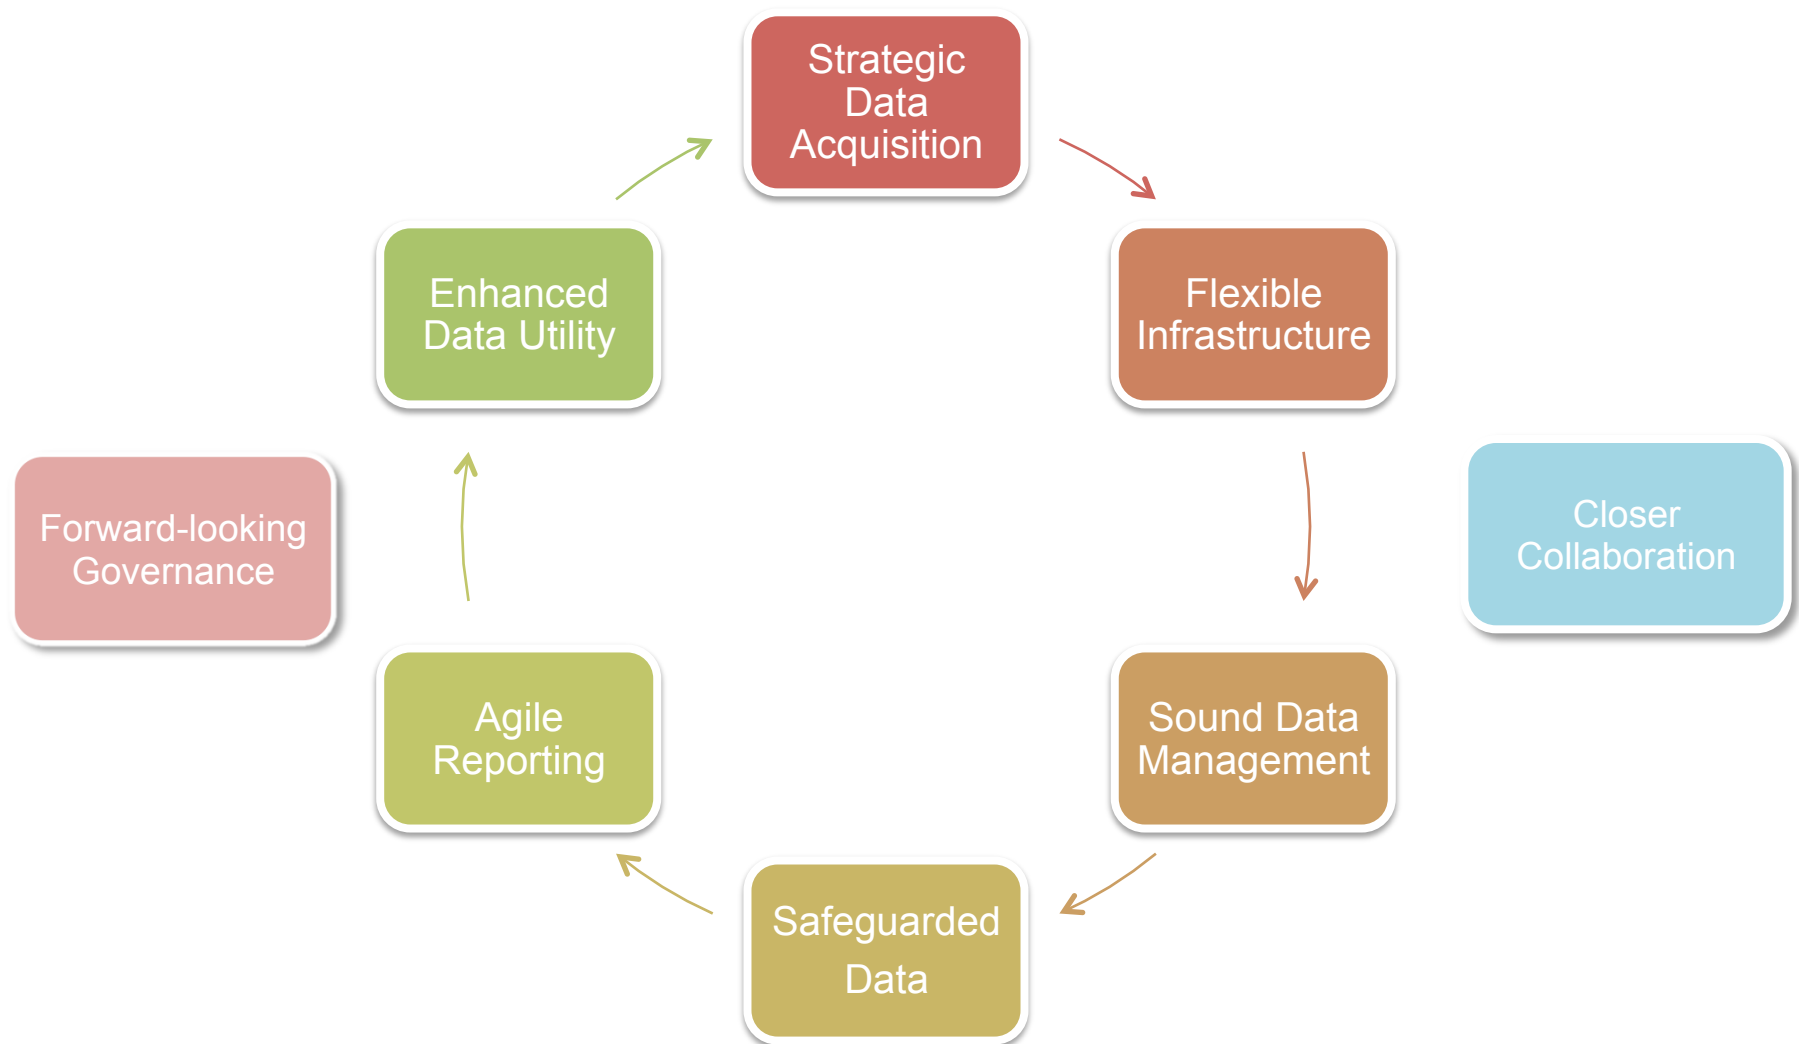 Strategic
Data
Acquisition
Flexible
Infrastructure
Sound Data
Management
Safeguarded
Data
Agile
Reporting
Enhanced
Data Utility
Forward-looking
Governance
Closer
Collaboration